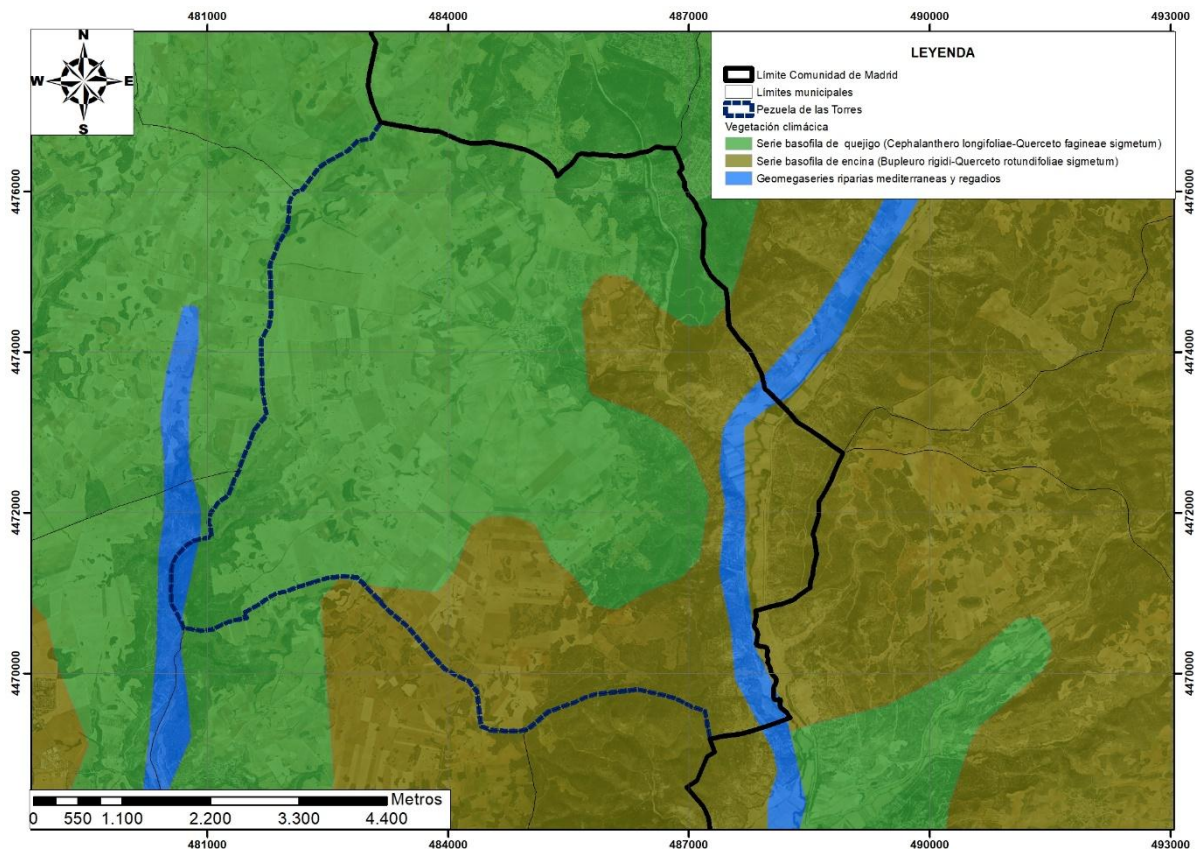 481000 484000 487000 490000 493000
N
W E
S
LEYENDA
Límite Comunidad de Madrid
Límites municipales
Pezuela de las Torres
Vegetación climácica
Serie basofila de quejigo (Cephalanthero longifoliae-Querceto fagineae sigmetum)
Serie basofila de encina (Bupleuro rigidi-Querceto rotundifoliae sigmetum)
Geomegaseries riparias mediterraneas y regadios
4476000 4476000
4474000 4474000
4472000 4472000
4470000 4470000
Metros
0 550 1.100 2.200 3.300 4.400
481000 484000 487000 490000 493000